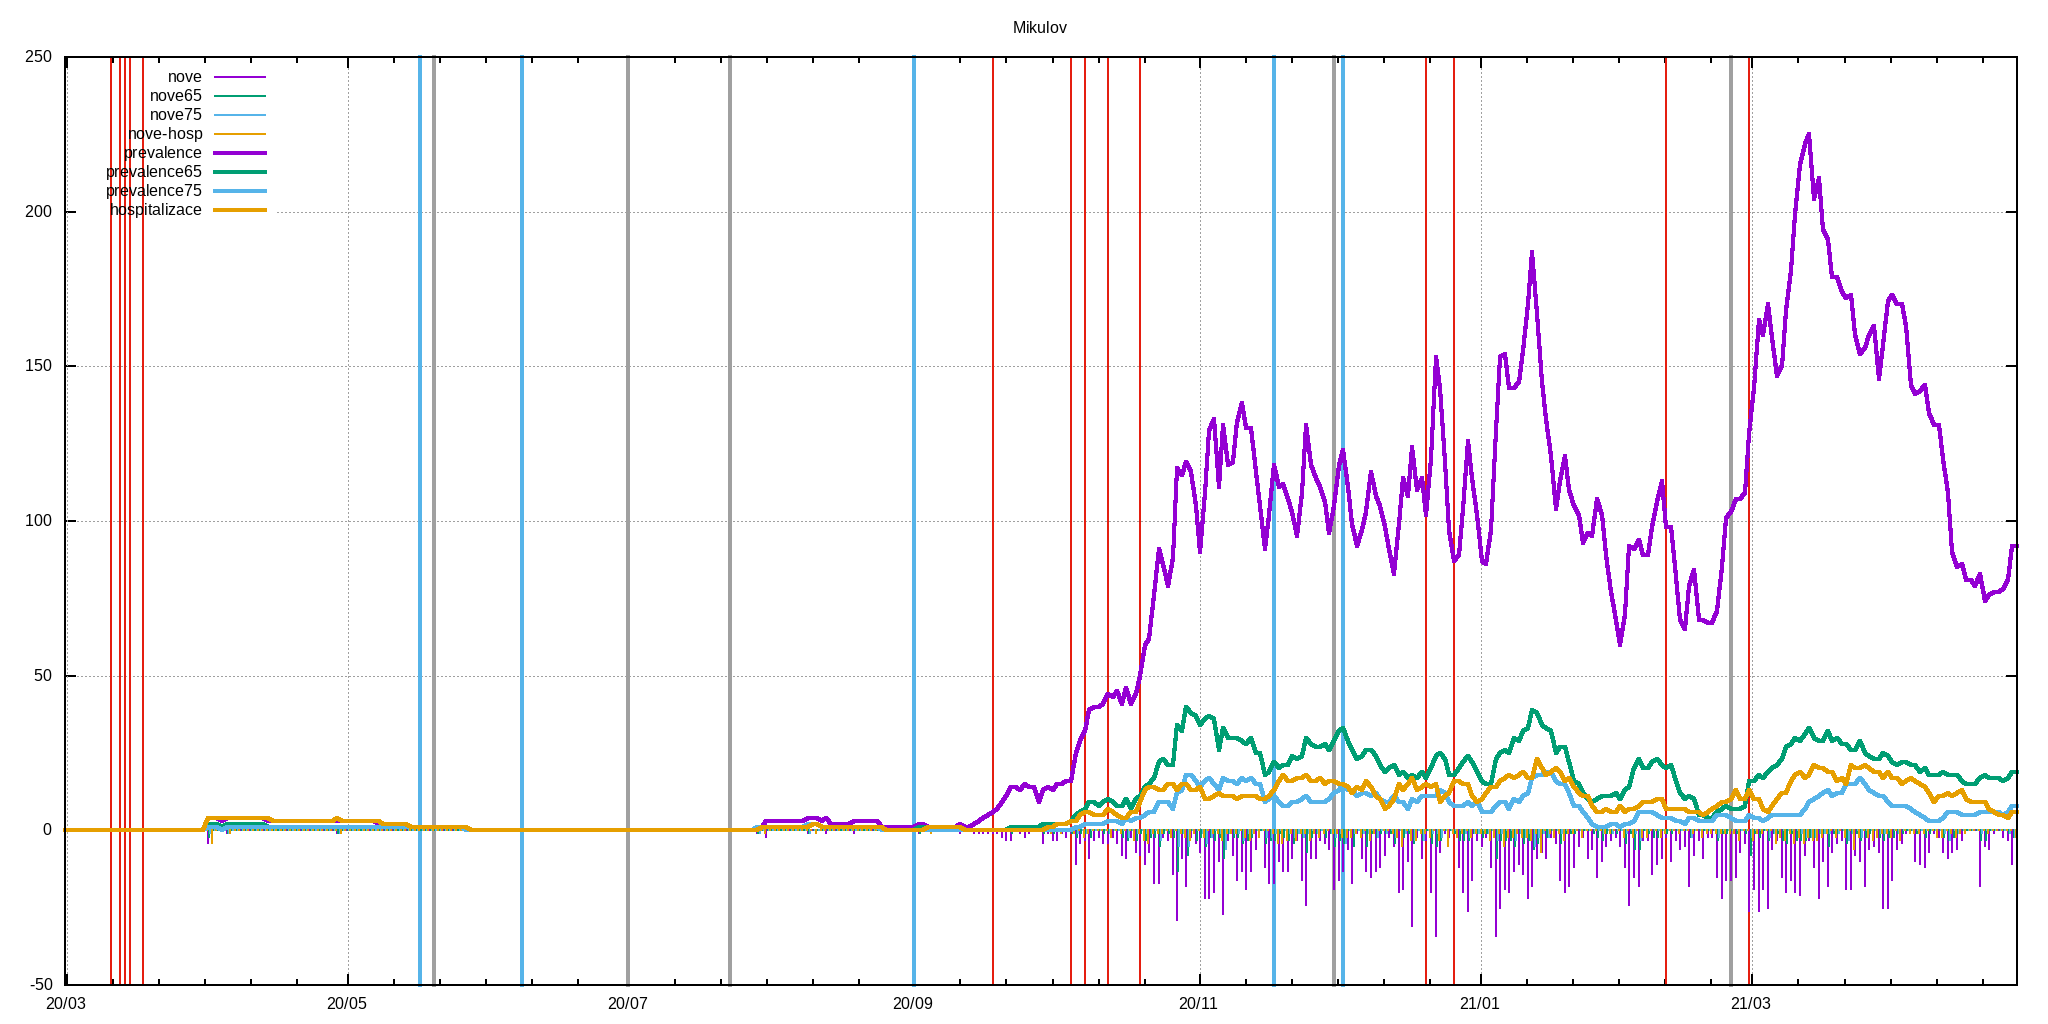 Mikulov
250
200
150
100
50
0
-50
nove
nove65
nove75
nove-hosp
prevalence
prevalence65
prevalence75
hospitalizace
20/03 20/05 20/07 20/09 20/11 21/01 21/03